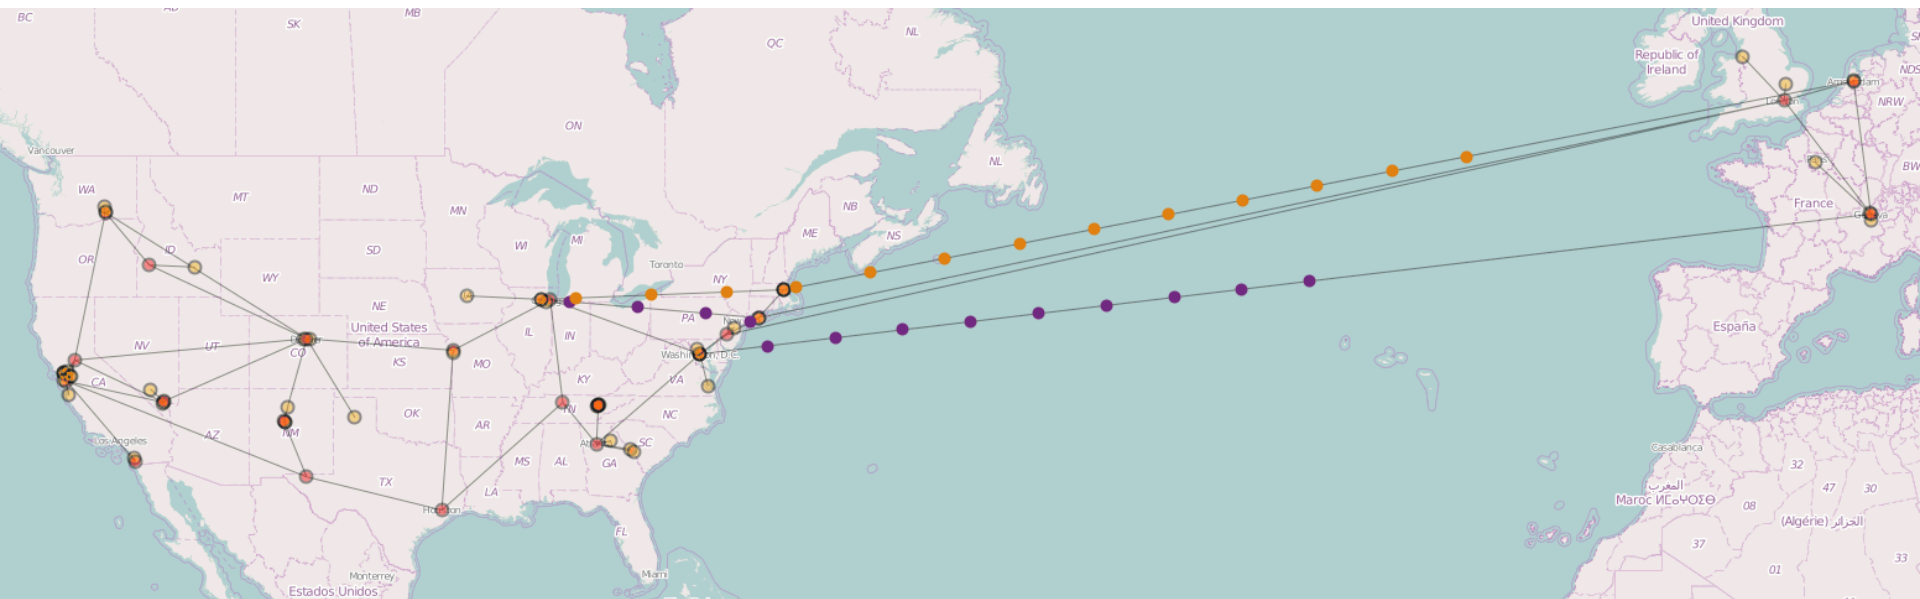 BC
SK
MB
QC
NL
United Kingdom
Republic of
Ireland
NDS
NRW
ON
Vancouver
NL
BW
WA
MT
ND
MN
NB
ME
NS
France
OR
ID
SD
WI
MI
Toronto
WY
NY
NE
IL
IN
PA
United States
of America
España
NV
UT
CO
KS
MO
Washington, D.C.
CA
KY
VA
OK
NC
AZ
NM
AR
TN
Los Angeles
SC
Casablanca
TX
MS
AL
GA
32
LA
المغرب
Maroc ⵍⵎⴰⵖⵔⵉⴱ
47
30
08
(Algérie) الجزائر
FL
37
33
Monterrey
Miami
01
Estados Unidos